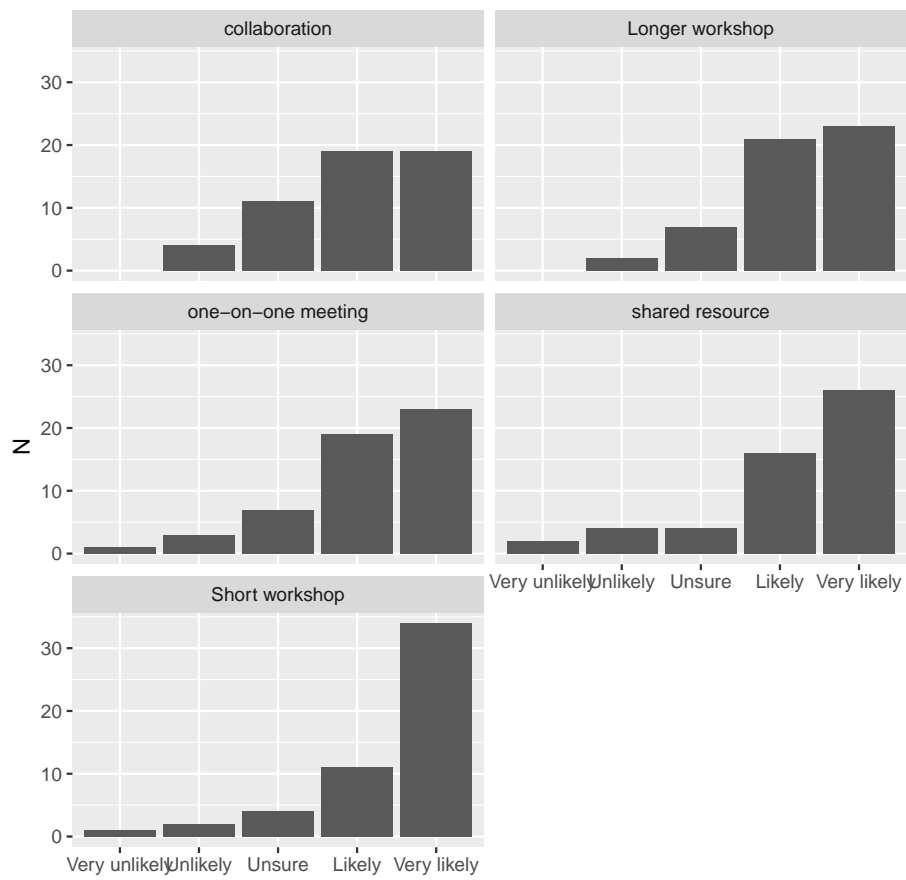 collaboration
Longer workshop
30
20
10
0
one−on−one meeting
shared resource
30
20
10
0
N
Very unlikely Unlikely Unsure Likely Very likely
Short workshop
30
20
10
0
Very unlikely Unlikely Unsure Likely Very likely